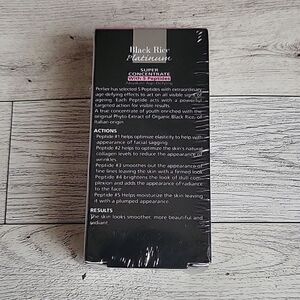 Black Rice
Platinum
SUPER
CONCENTRATE
With 5 Peptides
Perlier has selected 5 Peptides with extraordinary
age-defying effects to act on all visible signs of
ageing. Each Peptide acts with a powerful
targeted action for visible results.
A true concentrate of youth enriched with the
original Phyto Extract of Organic Black Rice, of
Italian origin
ACTIONS
Peptide #1 helps optimize elasticity to help with
appearance of facial sagging
Peptide #2 helps to optimize the skin's natural
collagen levels to reduce the appearance of
wrinkles
Peptide #3 smoothes out the appearance of
fine lines leaving the skin with a firmed look
Peptide #4 brightens the look of dull com-
plexion and adds the appearance of radiance
to the face
Peptide #5 Helps moisturize the skin leaving
it with a plumped appearance.
RESULTS
The skin looks smoother, more beautiful and
radiant.